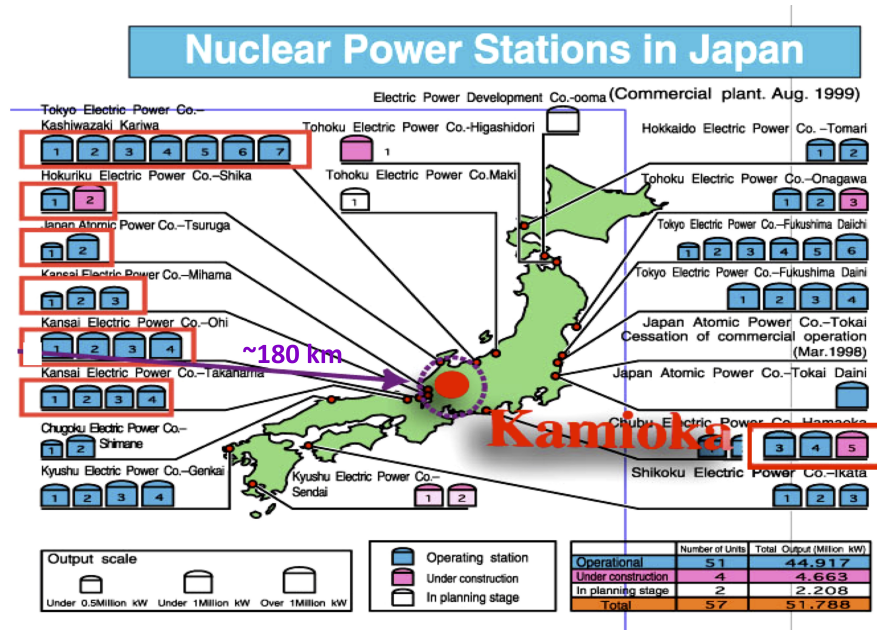 Nuclear Power Stations in Japan
Electric Power Development Co.-ooma (Commercial plant. Aug. 1999)
Tokyo Electric Power Co.–
Kashiwazaki Kariwa
1 2 3 4 5 6 7
Hokuriku Electric Power Co.–Shika
1 2
Japan Atomic Power Co.–Tsuruga
1 2
Kansai Electric Power Co.–Mihama
1 2 3
Kansai Electric Power Co.–Ohi
1 2 3 4
Kansai Electric Power Co.–Takahama
1 2 3 4
Chugoku Electric Power Co.–
Shimane
1 2
Kyushu Electric Power Co.–Genkai
1 2 3 4
Tohoku Electric Power Co.-Higashidori
1
Tohoku Electric Power Co.Maki
1
~180 km
Kamioka
Kyushu Electric Power Co.–
Sendai
1 2
Hokkaido Electric Power Co. –Tomari
1 2
Tohoku Electric Power Co.–Onagawa
1 2 3
Tokyo Electric Power Co.–Fukushima Daiichi
1 2 3 4 5 6
Tokyo Electric Power Co.–Fukushima Daini
1 2 3 4
Japan Atomic Power Co.–Tokai
Cessation of commercial operation
(Mar.1998)
Japan Atomic Power Co.–Tokai Daini
Chubu Electric Power Co.–Hamaoka
3 4 5
Shikoku Electric Power Co.–Ikata
1 2 3
Output scale
Under 0.5Million kW Under 1Million kW Over 1Million kW
Operating station
Under construction
In planning stage
Number of Units Total Output (Million kW)
Operational 51 44.917
Under construction 4 4.663
In planning stage 2 2.208
Total 57 51.788